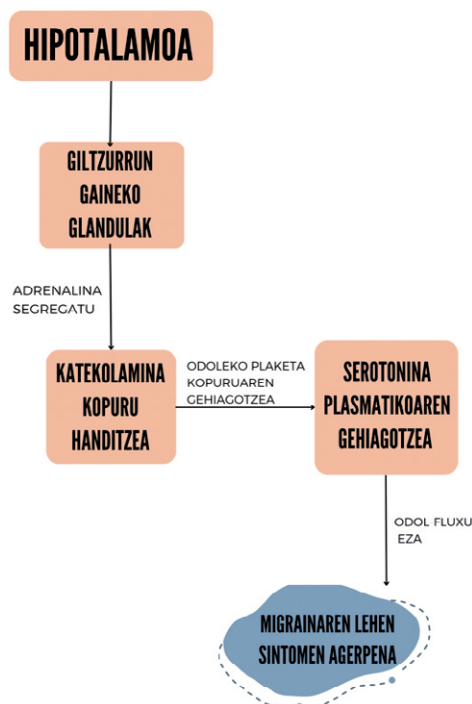 HIPOTALAMOA
GILTZURRUN
GAINEKO
GLANDULAK
ADRENALINA
SEGREGATU
KATEKOLAMINA
KOPURU
HANDITZEA
ODOLEKO PLAKETA
KOPURUAREN
GEHIAGOTZEA
SEROTONINA
PLASMATIKOAREN
GEHIAGOTZEA
ODOL FLUXU
EZA
MIGRAINAREN LEHEN
SINTOMEN AGERPENA